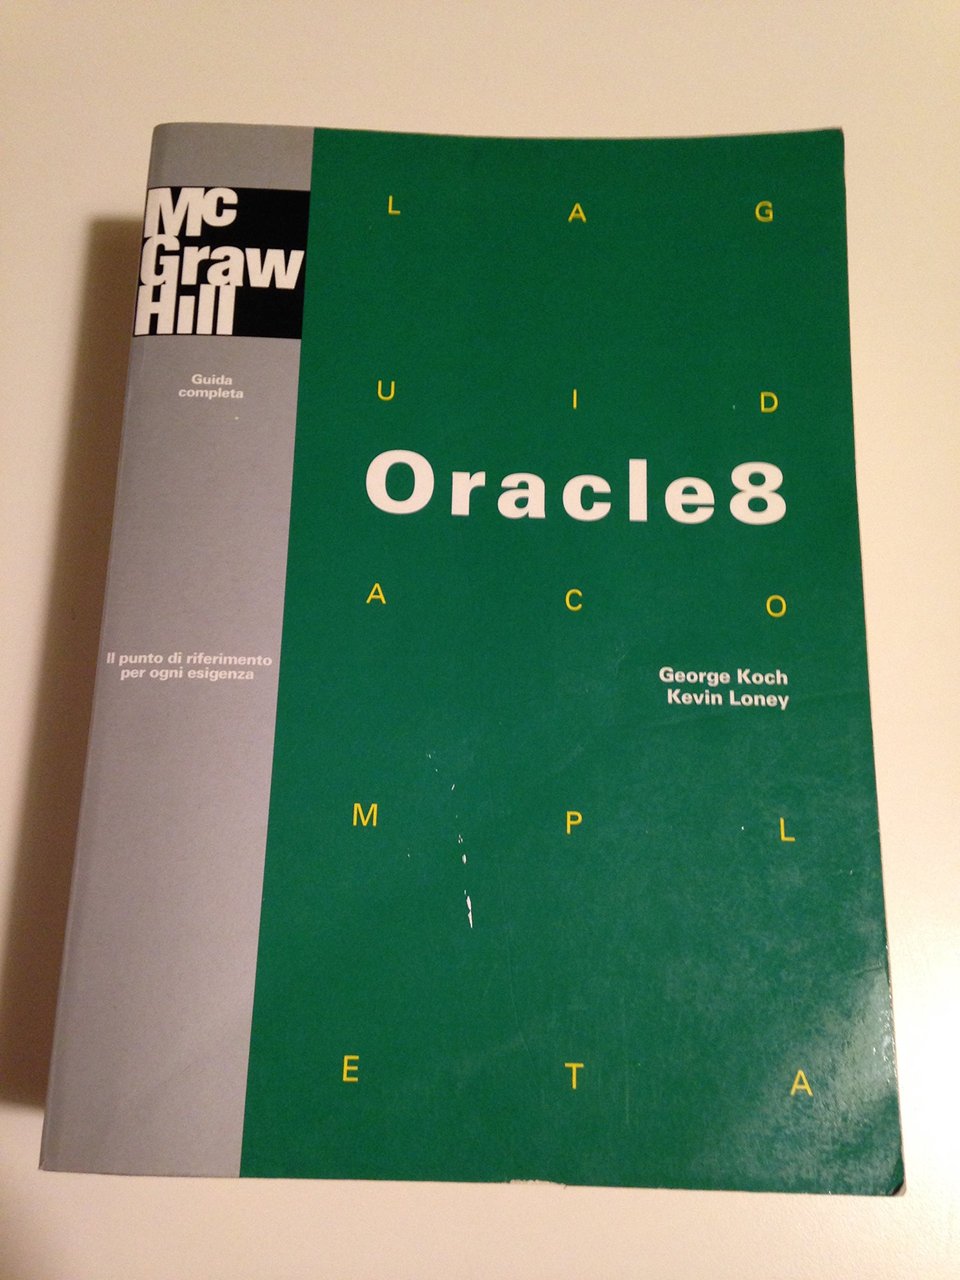 Mc
Graw
Hill
Guida
completa
Il punto di riferimento
per ogni esigenza
L A G
U I D
Oracle8
A C O
George Koch
Kevin Loney
M P L
E T A